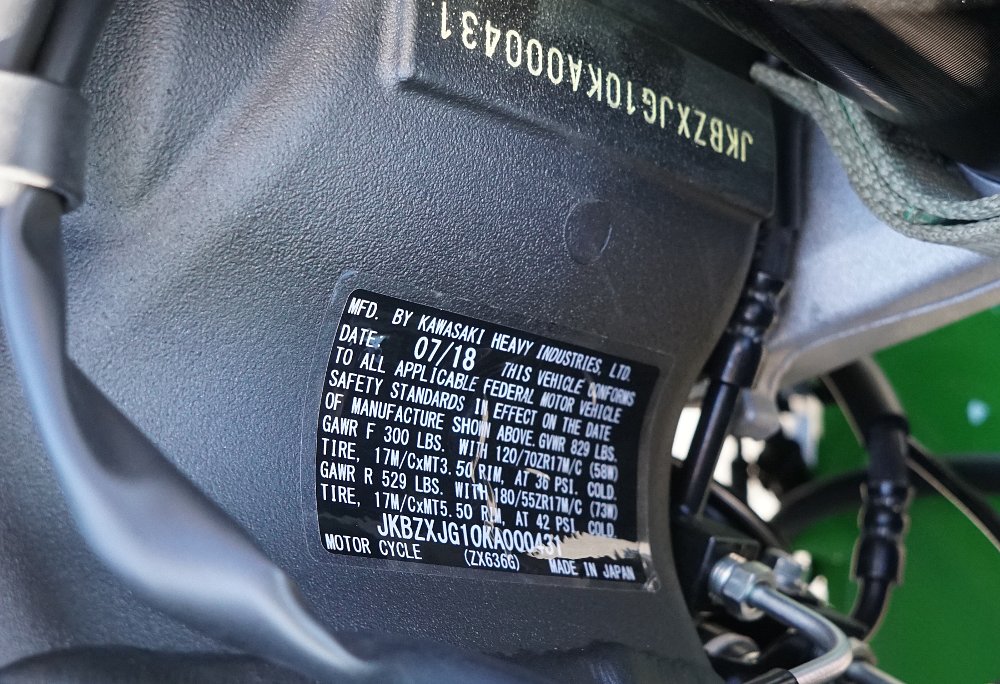 JKBZXJG10KA000431
MFD. BY KAWASAKI HEAVY INDUSTRIES, LTD.
DATE: 07/18 THIS VEHICLE CONFORMS
TO ALL APPLICABLE FEDERAL MOTOR VEHICLE
SAFETY STANDARDS IN EFFECT ON THE DATE
OF MANUFACTURE SHOWN ABOVE. GVWR 829 LBS.
GAWR F 300 LBS. WITH 120/70ZR17M/C (58W)
TIRE, 17M/CxMT3.50 RIM, AT 36 PSI. COLD.
GAWR R 529 LBS. WITH 180/55ZR17M/C (73W)
TIRE, 17M/CxMT5.50 RIM, AT 42 PSI. COLD.
JKBZXJG10KA000431
MOTOR CYCLE (ZX636G) MADE IN JAPAN